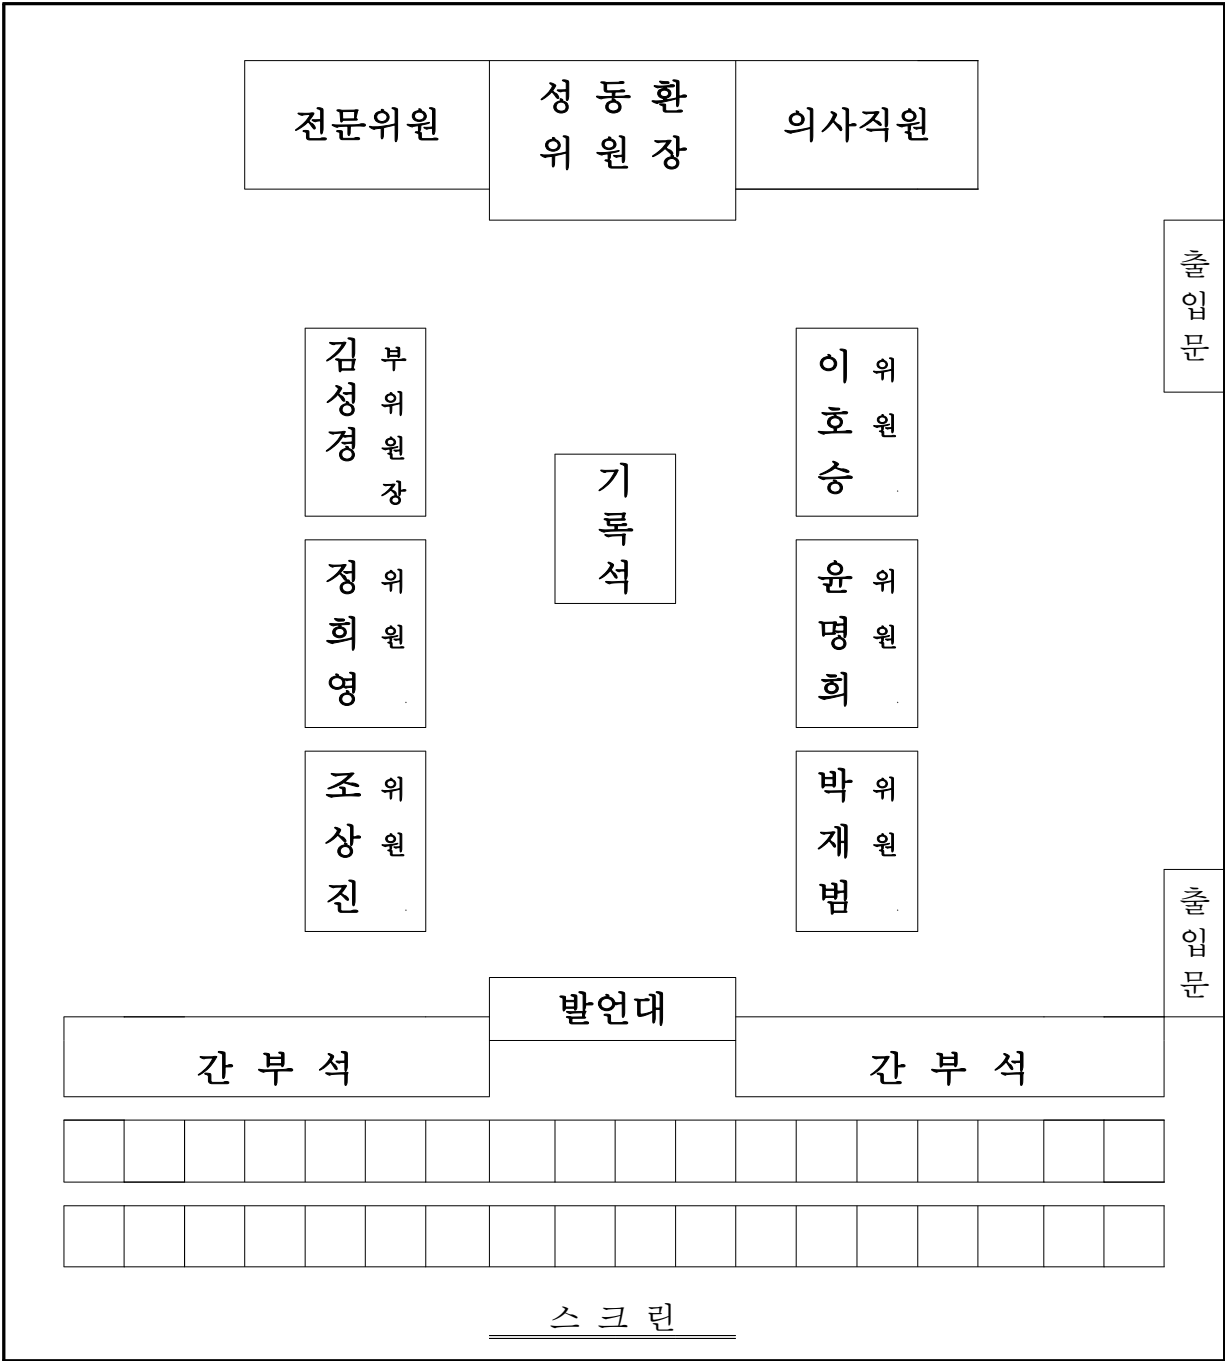 전문위원
성 동 환
위 원 장
의사직원
출입문
김성경 부위원장
이호승 위원
기록석
정희영 위원
윤명희 위원
조상진 위원
박재범 위원
출입문
발언대
간 부 석
간 부 석
스 크 린